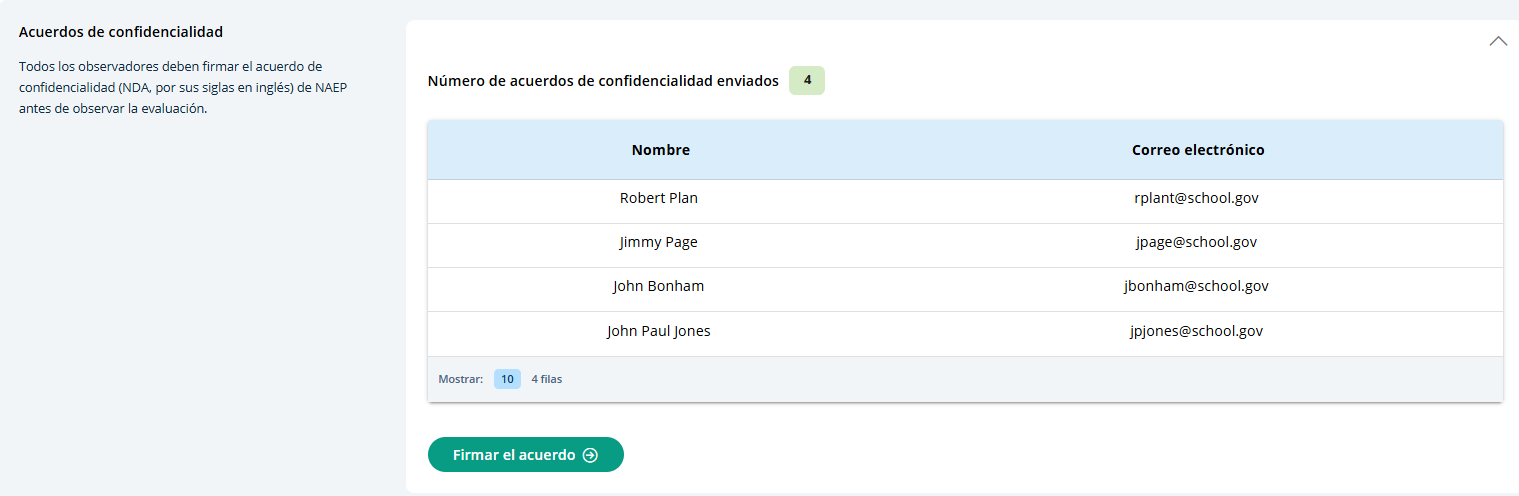 Acuerdos de confidencialidad
Todos los observadores deben firmar el acuerdo de
confidencialidad (NDA, por sus siglas en inglés) de NAEP
antes de observar la evaluación.
Número de acuerdos de confidencialidad enviados 4
Nombre Correo electrónico
Robert Plan rplant@school.gov
Jimmy Page jpage@school.gov
John Bonham jbonham@school.gov
John Paul Jones jpjones@school.gov
Mostrar: 10 4 filas
Firmar el acuerdo